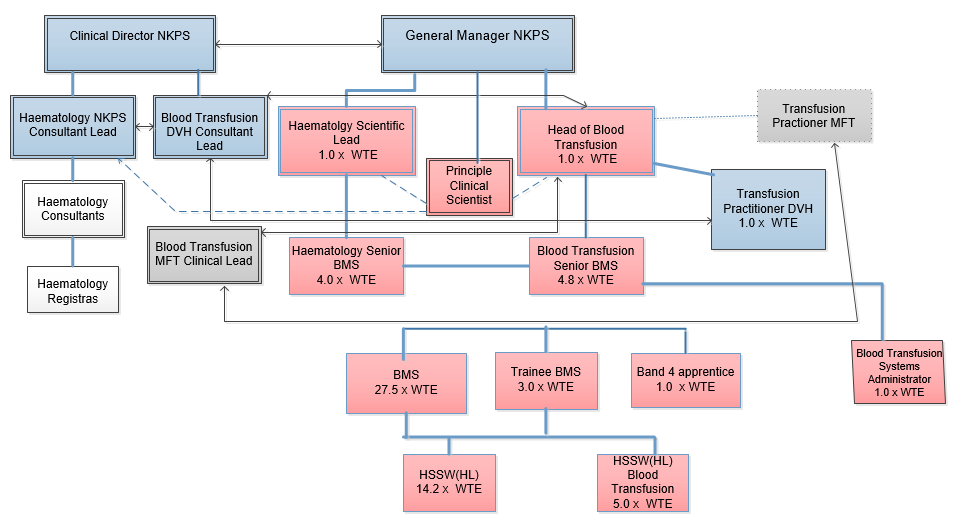 Clinical Director NKPS
General Manager NKPS
Haematology NKPS
Consultant Lead
Blood Transfusion
DVH Consultant
Lead
Haematolgy Scientific
Lead
1.0 x WTE
Head of Blood
Transfusion
1.0 x WTE
Transfusion
Practioner MFT
Principle
Clinical
Scientist
Haematology
Consultants
Transfusion
Practitioner DVH
1.0 x WTE
Blood Transfusion
MFT Clinical Lead
Haematology Senior
BMS
4.0 x WTE
Blood Transfusion
Senior BMS
4.8 x WTE
Haematology
Registras
BMS
27.5 x WTE
Trainee BMS
3.0 x WTE
Band 4 apprentice
1.0 x WTE
Blood Transfusion
Systems
Administrator
1.0 x WTE
HSSW(HL)
14.2 x WTE
HSSW(HL)
Blood
Transfusion
5.0 x WTE